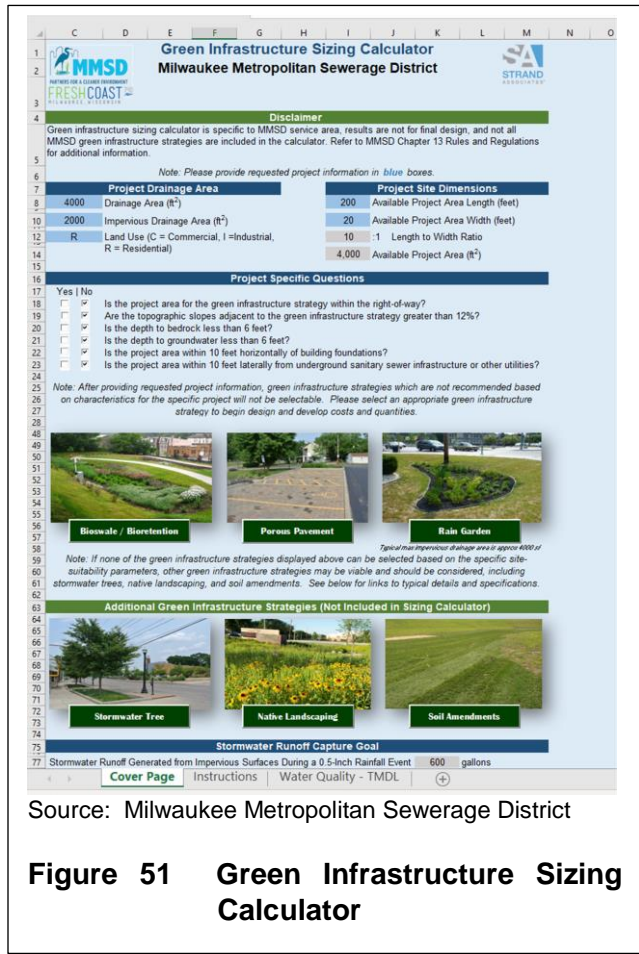 C D E F G H I J K L M N O
MMSD
PARTNERS FOR A CLEANER ENVIRONMENT
FRESHCOAST
MILWAUKEE, WISCONSIN
Green Infrastructure Sizing Calculator
Milwaukee Metropolitan Sewerage District
SA
STRAND
ASSOCIATES
Disclaimer
Green infrastructure sizing calculator is specific to MMSD service area, results are not for final design, and not all
MMSD green infrastructure strategies are included in the calculator. Refer to MMSD Chapter 13 Rules and Regulations
for additional information.
Note: Please provide requested project information in blue boxes.
Project Drainage Area
4000 Drainage Area (ft²)
2000 Impervious Drainage Area (ft²)
R Land Use (C = Commercial, I =Industrial,
R = Residential)
Project Site Dimensions
200 Available Project Area Length (feet)
20 Available Project Area Width (feet)
10 :1 Length to Width Ratio
4,000 Available Project Area (ft²)
Project Specific Questions
Yes | No
Is the project area for the green infrastructure strategy within the right-of-way?
Are the topographic slopes adjacent to the green infrastructure strategy greater than 12%?
Is the depth to bedrock less than 6 feet?
Is the depth to groundwater less than 6 feet?
Is the project area within 10 feet horizontally of building foundations?
Is the project area within 10 feet laterally from underground sanitary sewer infrastructure or other utilities?
Note: After providing requested project information, green infrastructure strategies which are not recommended based
on characteristics for the specific project will not be selectable. Please select an appropriate green infrastructure
strategy to begin design and develop costs and quantities.
Bioswale / Bioretention
Porous Pavement
Rain Garden
Typical max impervious drainage area is approx 4000 sf
Note: If none of the green infrastructure strategies displayed above can be selected based on the specific site-
suitability parameters, other green infrastructure strategies may be viable and should be considered, including
stormwater trees, native landscaping, and soil amendments. See below for links to typical details and specifications.
Additional Green Infrastructure Strategies (Not Included in Sizing Calculator)
Stormwater Tree
Native Landscaping
Soil Amendments
Stormwater Runoff Capture Goal
Stormwater Runoff Generated from Impervious Surfaces During a 0.5-Inch Rainfall Event 600 gallons
Cover Page Instructions Water Quality - TMDL
Source: Milwaukee Metropolitan Sewerage District
Figure 51 Green Infrastructure Sizing
Calculator